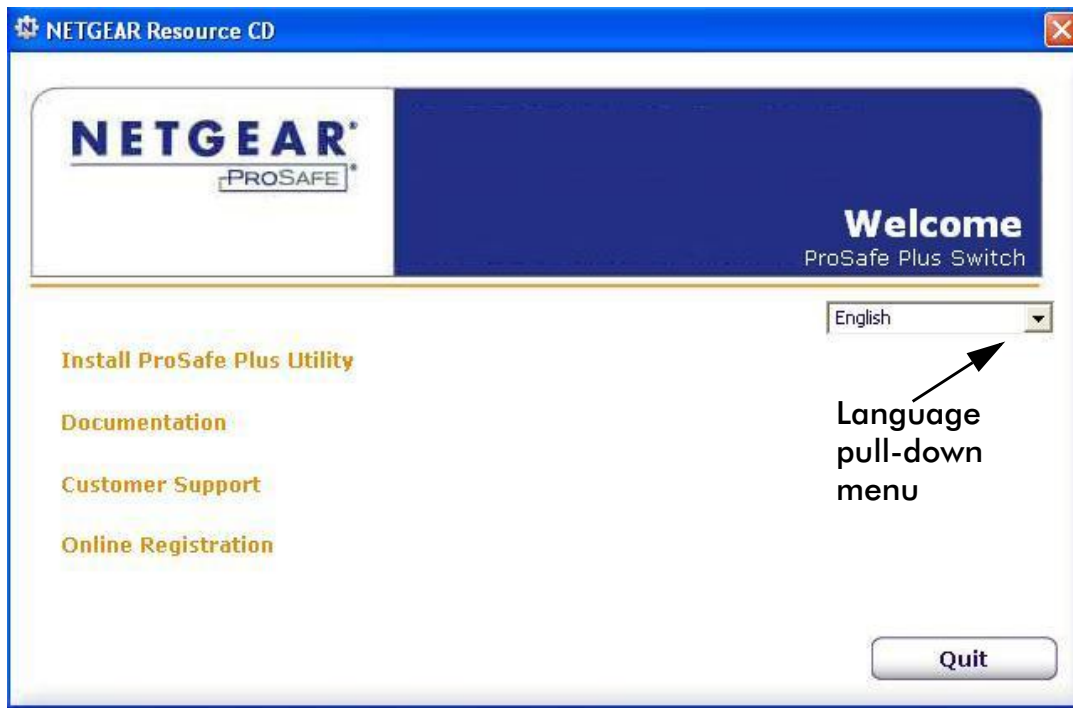 NETGEAR Resource CD
NETGEAR®
PROSAFE®
Welcome
ProSafe Plus Switch
English
Install ProSafe Plus Utility
Documentation
Customer Support
Online Registration
Language
pull-down
menu
Quit